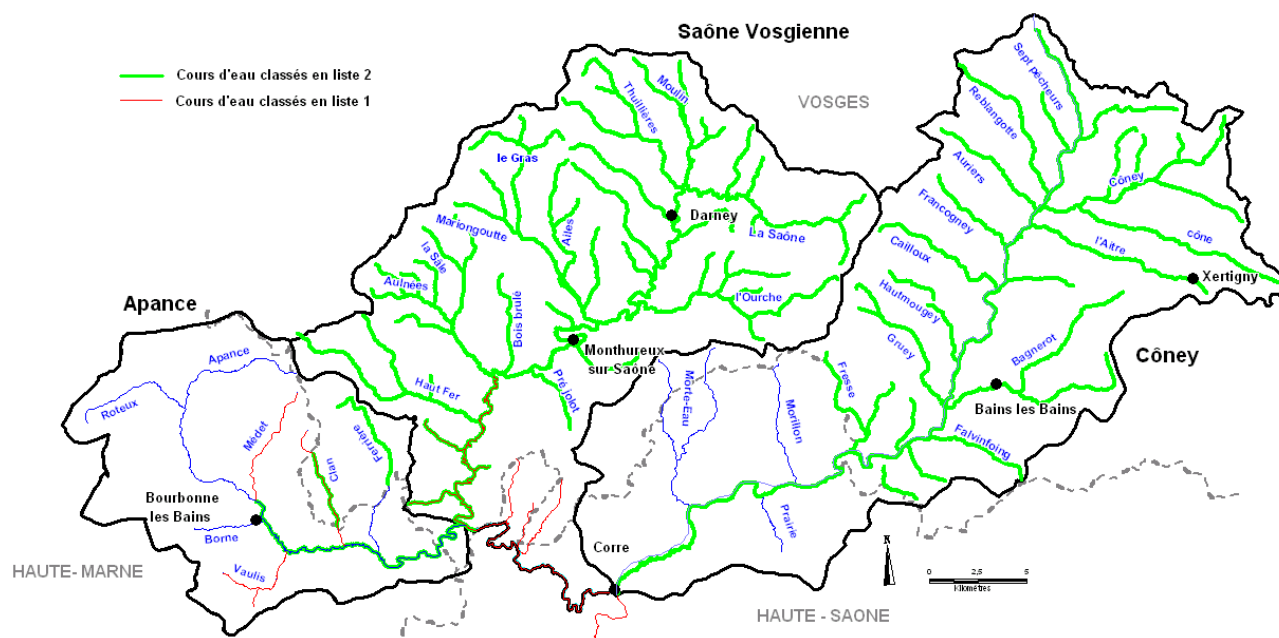 Saône Vosgienne
Cours d'eau classés en liste 2
Cours d'eau classés en liste 1
VOSGES
Sept pêcheurs
Reblangotte
Moulin
Thuillières
le Gras
Auriers
Côney
Francogney
Darney
Mariongoutte
Ailes
La Saône
l'Aitre
cône
Cailloux
la Sâle
Xertigny
Aulnées
Apance
Bois brulé
l'Ourche
Hautmougey
Monthureux
sur Saône
Gruey
Bagnerot
Côney
Apance
Haut Fer
Pré jolot
Morte-Eau
Morillon
Fresse
Roteux
Médet
Bains les Bains
Clan
Ferrière
Falvinfoing
Bourbonne
les Bains
Borne
Prairie
Corre
HAUTE- MARNE
Vaulis
N
0 2,5 5
Kilomètres
HAUTE - SAONE